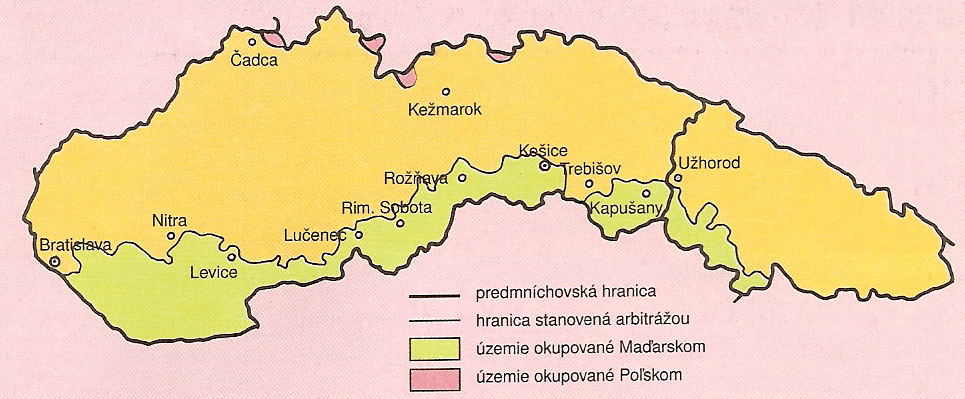 Čadca
Kežmarok
Košice
Trebišov
Užhorod
Rožňava
Rim. Sobota
Kapušany
Nitra
Lučenec
Bratislava
Levice
predmníchovská hranica
hranica stanovená arbitrážou
územie okupované Maďarskom
územie okupované Poľskom